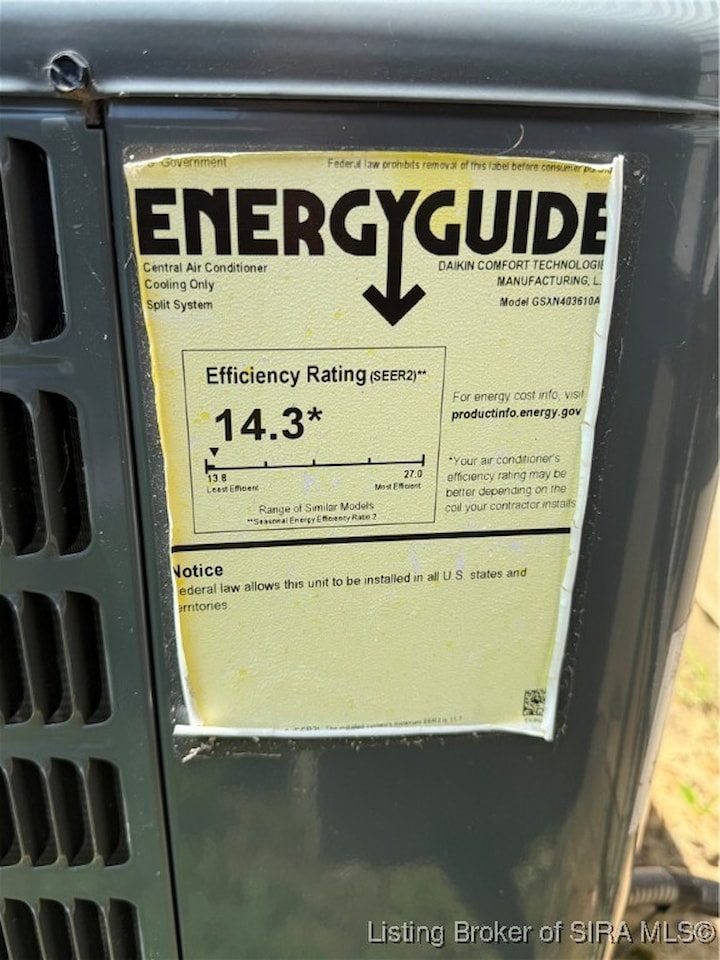 Government
Federal law prohibits removal of this label before consumer
ENERGYGUIDE
Central Air Conditioner
Cooling Only
Split System
DAIKIN COMFORT TECHNOLOGIE
MANUFACTURING, L
Model GSXN403610A
Efficiency Rating (SEER2)**
14.3*
13.8
27.0
Least Efficient
Most Efficient
Range of Similar Models
**Seasonal Energy Efficiency Ratio 2
For energy cost info, visit
productinfo.energy.gov
*Your air conditioner's
efficiency rating may be
better depending on the
coil your contractor installs
Notice
ederal law allows this unit to be installed in all U.S. states and
erritories
Listing Broker of SIRA MLS©